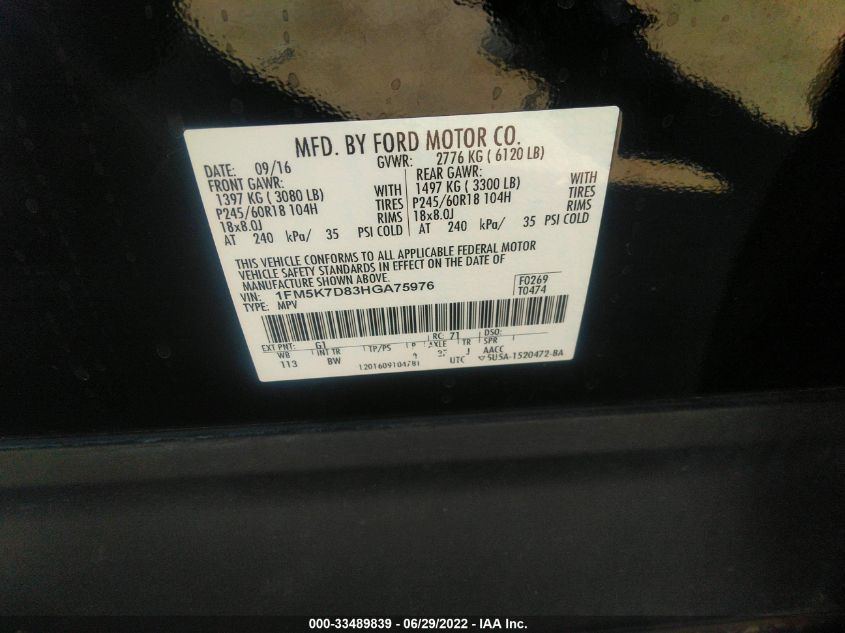 MFD. BY FORD MOTOR CO.
DATE: 09/16 GVWR: 2776 KG ( 6120 LB)
FRONT GAWR: REAR GAWR:
1397 KG ( 3080 LB) WITH 1497 KG ( 3300 LB) WITH
P245/60R18 104H TIRES P245/60R18 104H TIRES
18x8.0J RIMS 18x8.0J RIMS
AT 240 kPa/ 35 PSI COLD AT 240 kPa/ 35 PSI COLD
THIS VEHICLE CONFORMS TO ALL APPLICABLE FEDERAL MOTOR
VEHICLE SAFETY STANDARDS IN EFFECT ON THE DATE OF
MANUFACTURE SHOWN ABOVE.
VIN: 1FM5K7D83HGA75976 F0269
TYPE: MPV T0474
EXT PNT: G1 RC: 71 DSO:
WB INT TR TP/PS R AXLE TR SPR
113 BW J AACC
1201609104781 UTC 5USA-1520472-BA
000-33489839 - 06/29/2022 - IAA Inc.